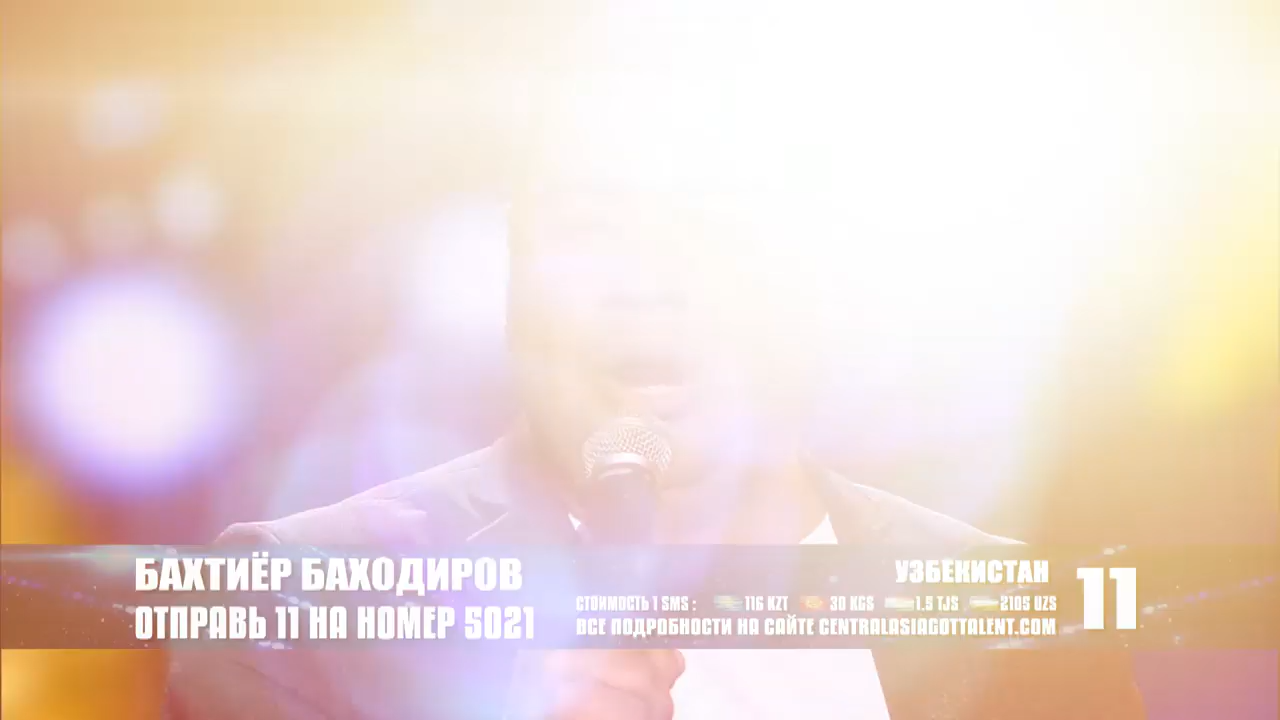 БАХТИЁР БАХОДИРОВ
ОТПРАВЬ 11 НА НОМЕР 5021
УЗБЕКИСТАН
СТОИМОСТЬ 1 SMS : 116 KZT 30 KGS 1.5 TJS 2105 UZS
ВСЕ ПОДРОБНОСТИ НА САЙТЕ CENTRALASIAGOTTALENT.COM
11